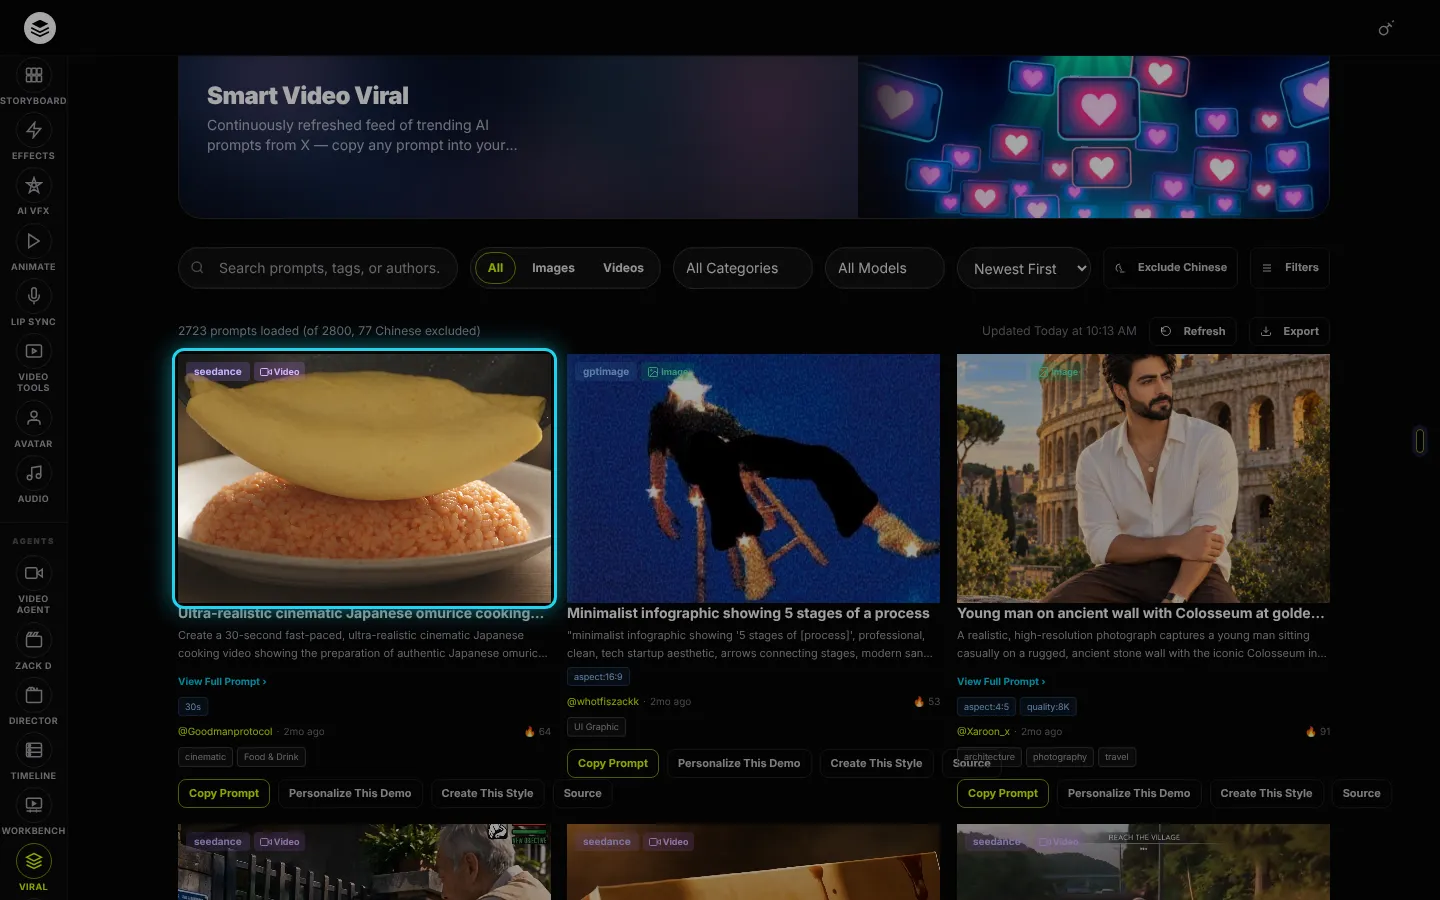 STORYBOARD
EFFECTS
AI VFX
ANIMATE
LIP SYNC
VIDEO
TOOLS
AVATAR
AUDIO
AGENTS
VIDEO
AGENT
ZACK D
DIRECTOR
TIMELINE
WORKBENCH
VIRAL
Smart Video Viral
Continuously refreshed feed of trending AI
prompts from X — copy any prompt into your...
Search prompts, tags, or authors.
All Images Videos
All Categories
All Models
Newest First
Exclude Chinese
Filters
2723 prompts loaded (of 2800, 77 Chinese excluded)
Updated Today at 10:13 AM
Refresh
Export
seedance Video
Ultra-realistic cinematic Japanese omurice cooking...
Create a 30-second fast-paced, ultra-realistic cinematic Japanese
cooking video showing the preparation of authentic Japanese omuric...
View Full Prompt ›
30s
@Goodmanprotocol · 2mo ago 64
cinematic Food & Drink
Copy Prompt Personalize This Demo Create This Style Source
gptimage Image
Minimalist infographic showing 5 stages of a process
"minimalist infographic showing '5 stages of [process]', professional,
clean, tech startup aesthetic, arrows connecting stages, modern san...
aspect:16:9
@whotfiszackk · 2mo ago 53
UI Graphic
Copy Prompt Personalize This Demo Create This Style Source
Image
Young man on ancient wall with Colosseum at golde...
A realistic, high-resolution photograph captures a young man sitting
casually on a rugged, ancient stone wall with the iconic Colosseum in...
View Full Prompt ›
aspect:4:5 quality:8K
@Xaroon_x · 2mo ago 91
architecture photography travel
Copy Prompt Personalize This Demo Create This Style Source
seedance Video
seedance Video
seedance Video
REACH THE VILLAGE